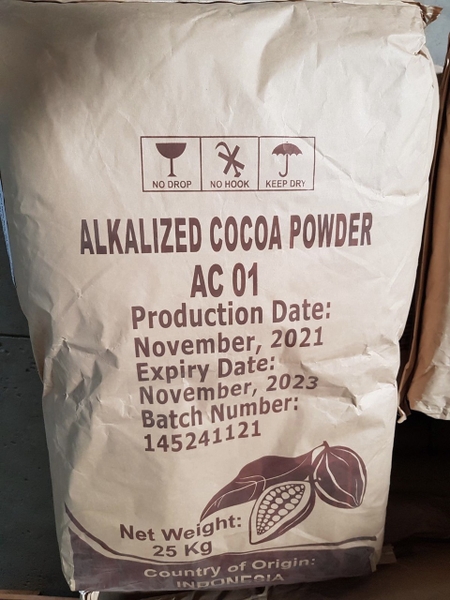 NO DROP NO HOOK KEEP DRY
ALKALIZED COCOA POWDER
AC 01
Production Date:
November, 2021
Expiry Date:
November, 2023
Batch Number:
145241121
Net Weight:
25 Kg
Country of Origin:
INDONESIA